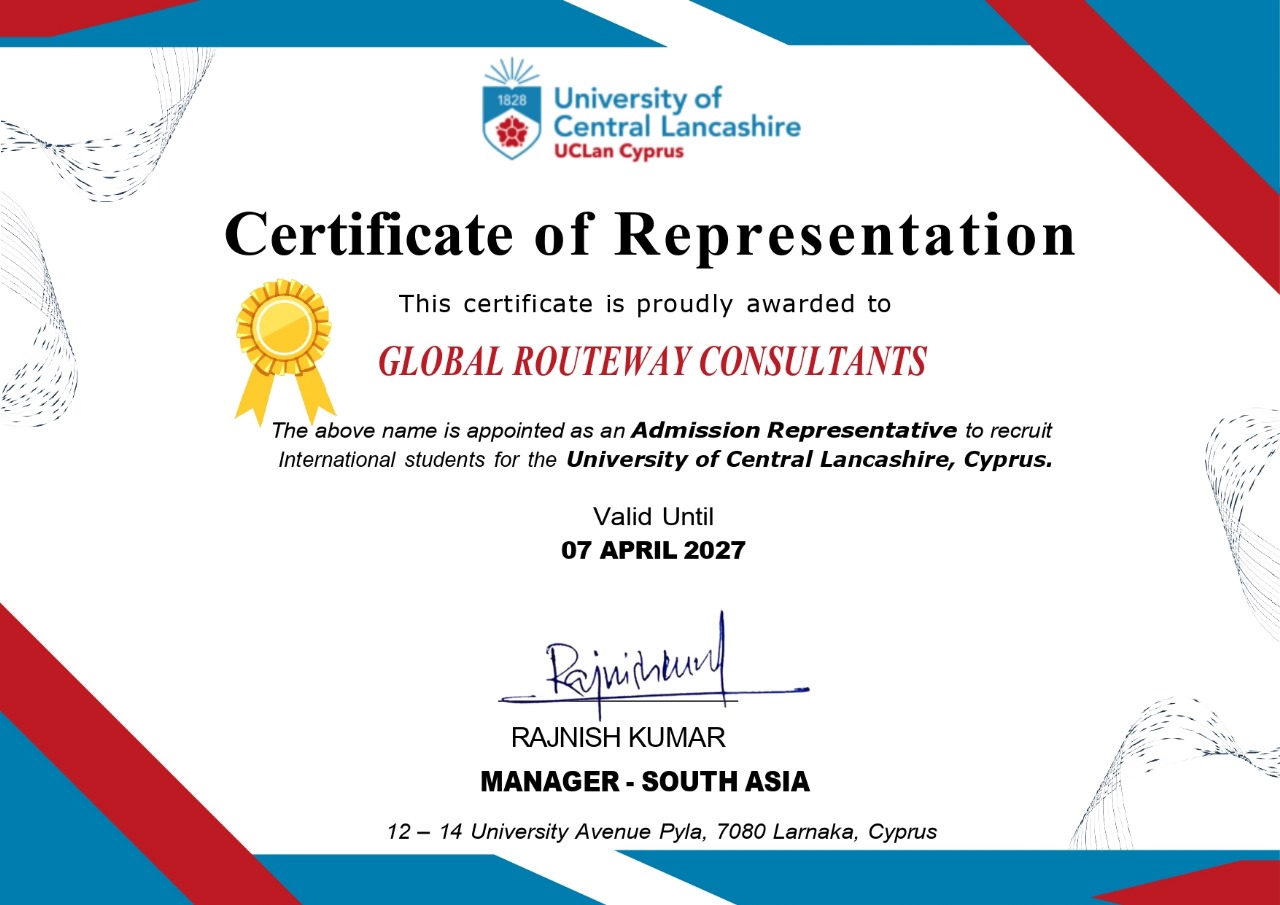 1828
University of
Central Lancashire
UCLan Cyprus
Certificate of Representation
This certificate is proudly awarded to
GLOBAL ROUTEWAY CONSULTANTS
The above name is appointed as an Admission Representative to recruit
International students for the University of Central Lancashire, Cyprus.
Valid Until
07 APRIL 2027
Rajnishkumar
RAJNISH KUMAR
MANAGER - SOUTH ASIA
12 – 14 University Avenue Pyla, 7080 Larnaka, Cyprus